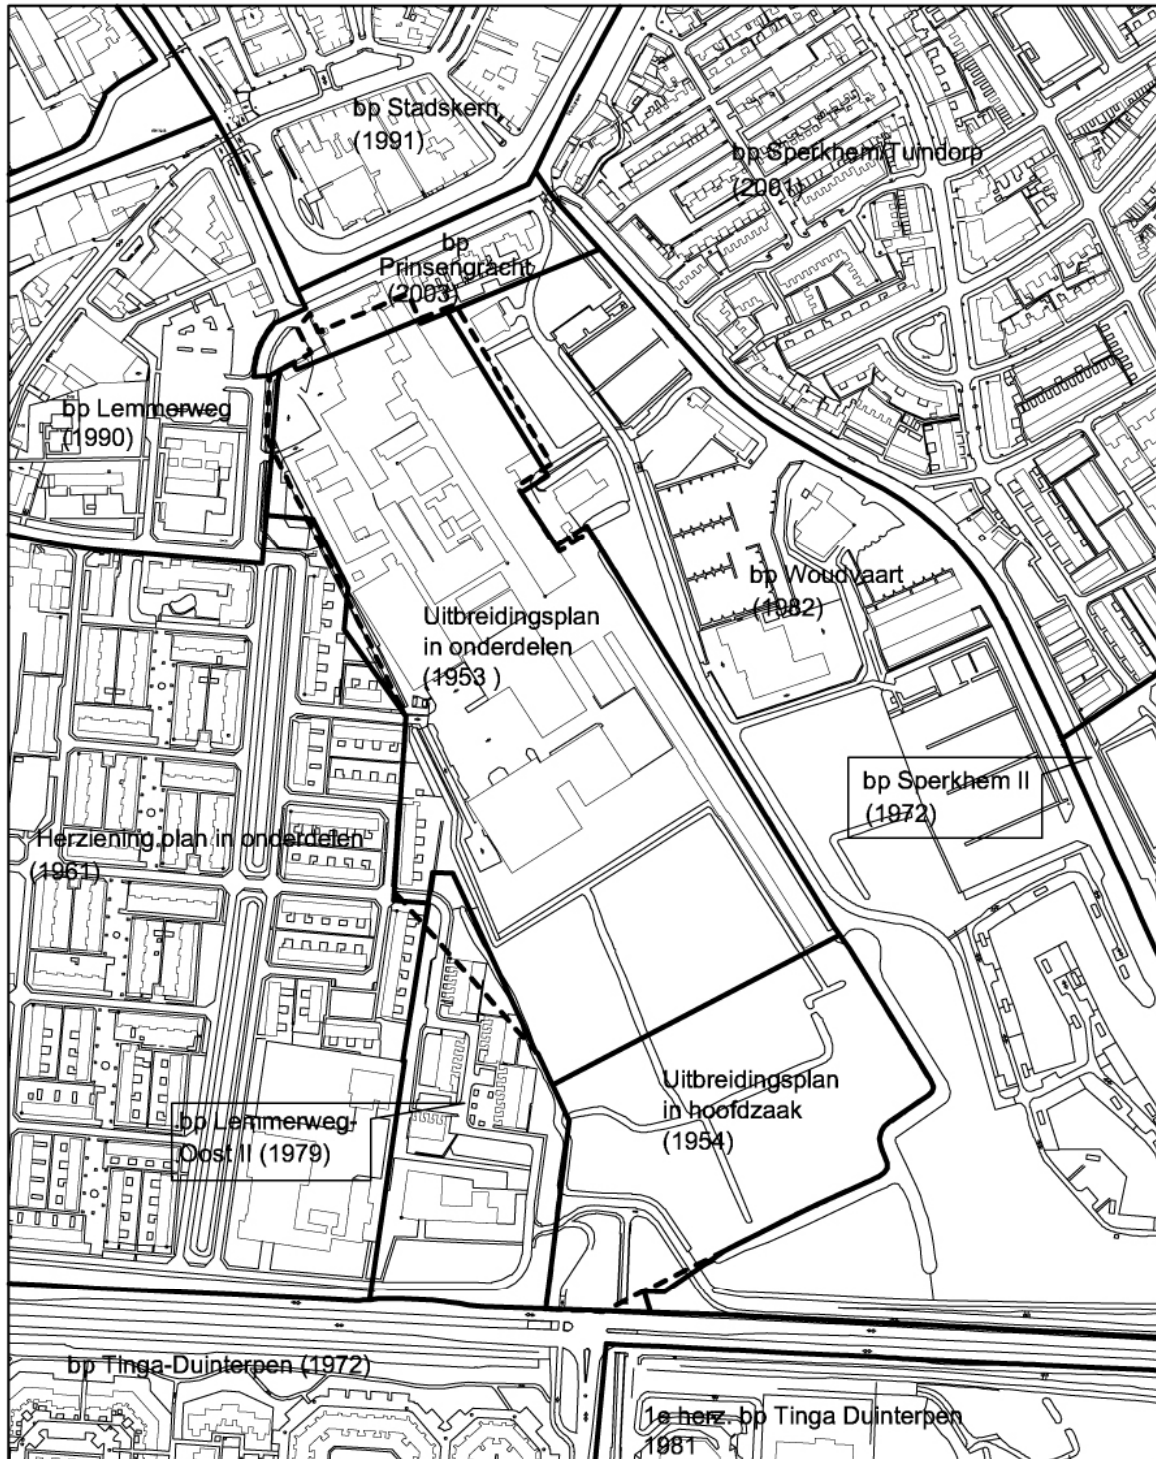 bp Stadskern
(1991)
bp Sperkhem/Tuindorp
(2001)
bp
Prinsengracht
(2003)
bp Lemmerweg
(1990)
bp Woudvaart
(1982)
Uitbreidingsplan
in onderdelen
(1953 )
bp Sperkhem II
(1972)
Herziening plan in onderdelen
(1961)
Uitbreidingsplan
in hoofdzaak
(1954)
bp Lemmerweg-
Oost II (1979)
bp Tinga-Duinterpen (1972)
1e herz. bp Tinga Duinterpen
1981